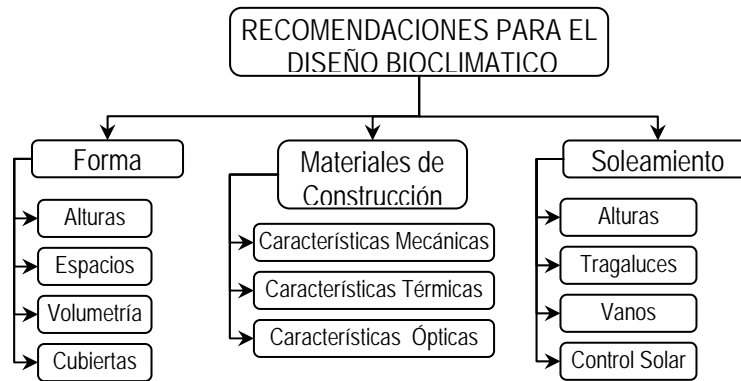 RECOMENDACIONES PARA EL
DISEÑO BIOCLIMATICO
Forma
Alturas
Espacios
Volumetría
Cubiertas
Materiales de
Construcción
Características Mecánicas
Características Térmicas
Características Ópticas
Soleamiento
Alturas
Tragaluces
Vanos
Control Solar